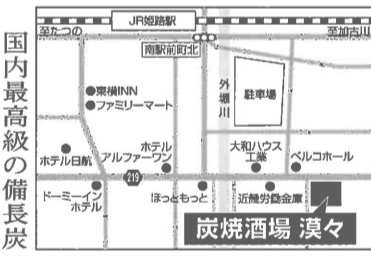 国内最高級の備長炭
JR姫路駅
至たつの
至加古川
南駅前町北
外堀川
駐車場
東横INN
ファミリーマート
ホテル日航
ホテル
アルファーワン
大和ハウス
工業
ベルコホール
219
ドーミーイン
ホテル
ほっともっと
近畿労働金庫
炭焼酒場 漠々